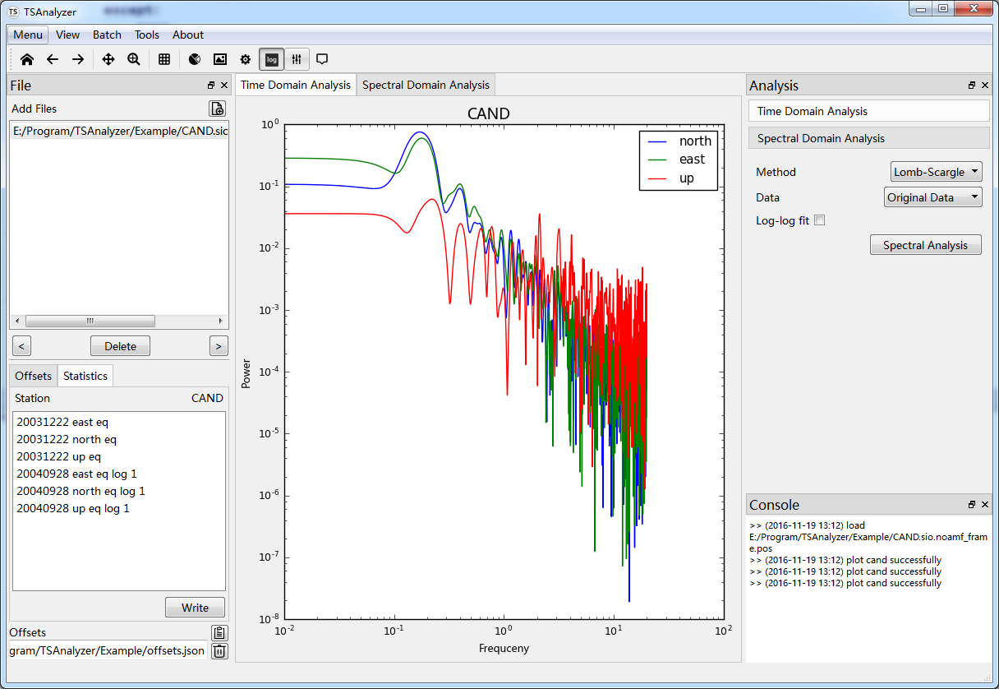 TS TSAnalyzer
Menu View Batch Tools About
log
File
Add Files
E:/Program/TSAnalyzer/Example/CAND.sio
< Delete >
Offsets Statistics
Station CAND
20031222 east eq
20031222 north eq
20031222 up eq
20040928 east eq log 1
20040928 north eq log 1
20040928 up eq log 1
Write
Offsets
gram/TSAnalyzer/Example/offsets.json
Time Domain Analysis Spectral Domain Analysis
CAND
north
east
up
10^0
10^-1
10^-2
10^-3
10^-4
10^-5
10^-6
10^-7
10^-8
Power
10^-2 10^-1 10^0 10^1 10^2
Frequceny
Analysis
Time Domain Analysis
Spectral Domain Analysis
Method Lomb-Scargle
Data Original Data
Log-log fit
Spectral Analysis
Console
>> (2016-11-19 13:12) load
E:/Program/TSAnalyzer/Example/CAND.sio.noamf_fram
e.pos
>> (2016-11-19 13:12) plot cand successfully
>> (2016-11-19 13:12) plot cand successfully
>> (2016-11-19 13:12) plot cand successfully